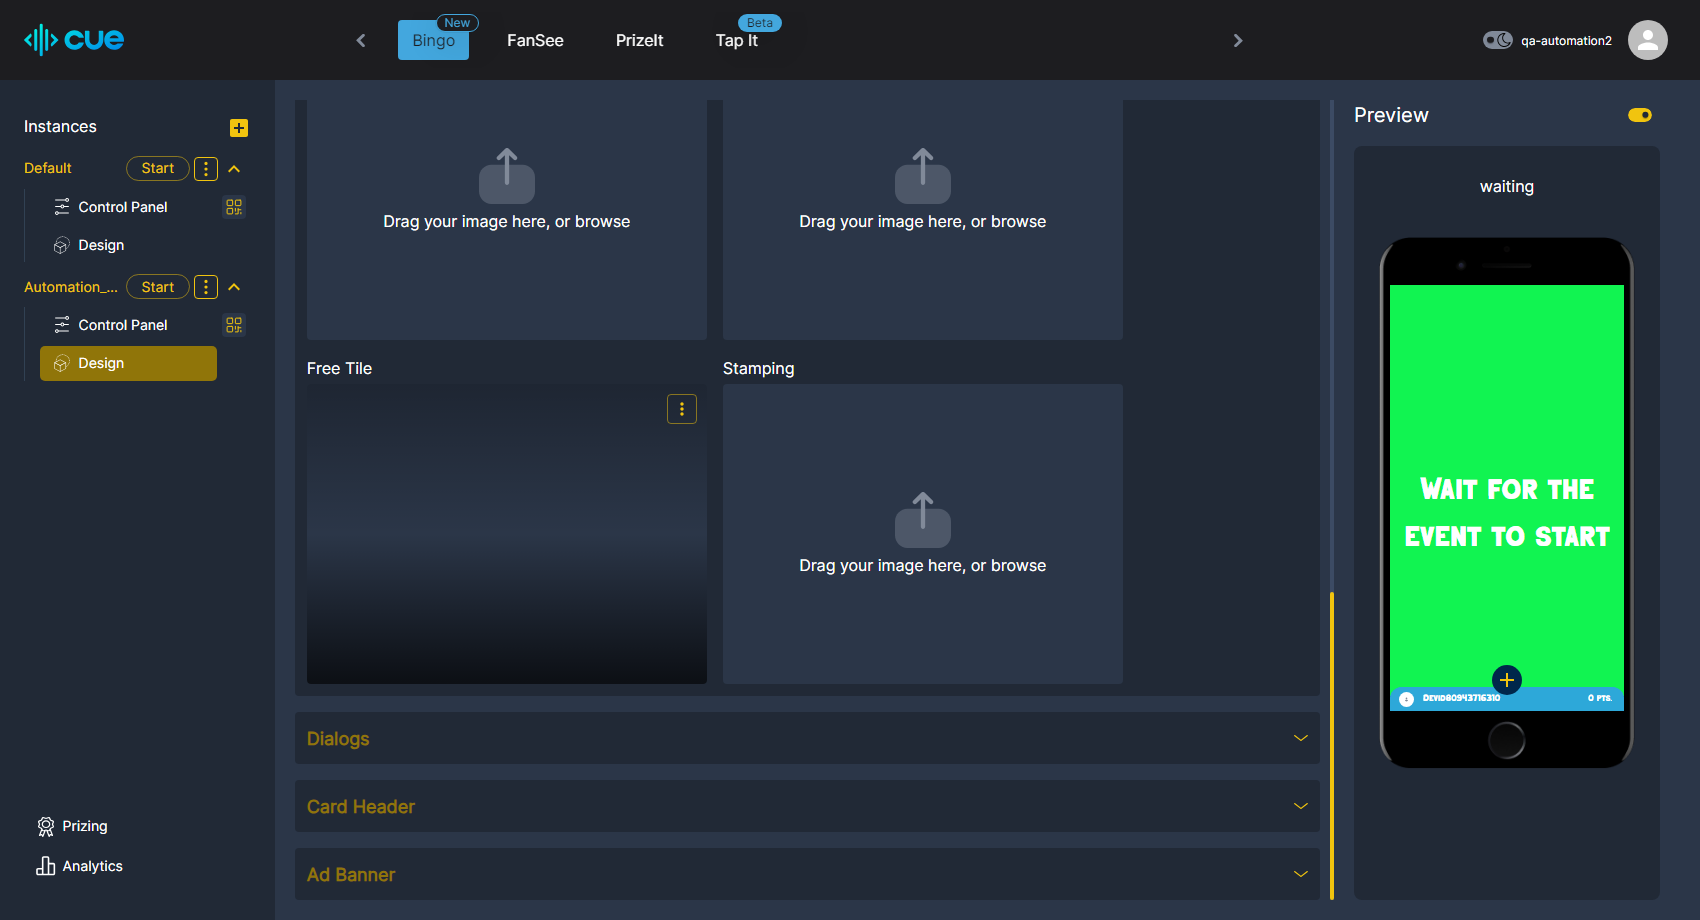 cue
Bingo
New
FanSee
PrizeIt
Tap It
Beta
qa-automation2
Instances
Default
Start
Control Panel
Design
Automation_...
Start
Control Panel
Design
Prizing
Analytics
Drag your image here, or browse
Drag your image here, or browse
Free Tile
Stamping
Drag your image here, or browse
Dialogs
Card Header
Ad Banner
Preview
waiting
Wait for the
event to start
Devid80943716310
0 pts.